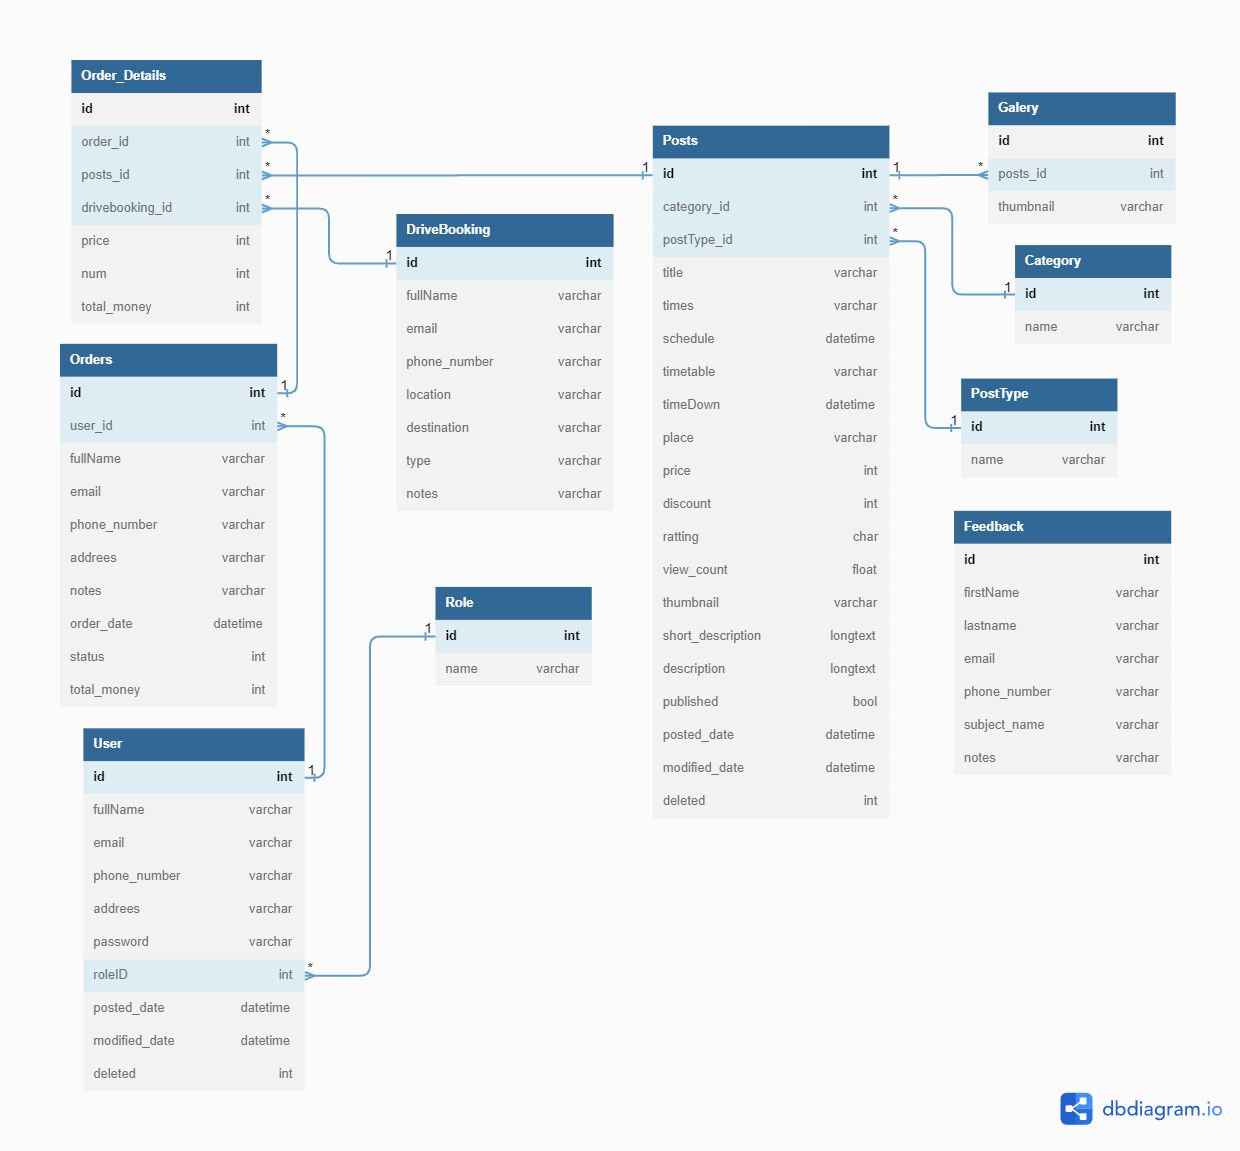 Order_Details
id int
order_id int
posts_id int
drivebooking_id int
price int
num int
total_money int
*
*
*
Orders
id int
user_id int
fullName varchar
email varchar
phone_number varchar
addrees varchar
notes varchar
order_date datetime
status int
total_money int
1
*
User
id int
fullName varchar
email varchar
phone_number varchar
addrees varchar
password varchar
roleID int
posted_date datetime
modified_date datetime
deleted int
1
*
DriveBooking
id int
fullName varchar
email varchar
phone_number varchar
location varchar
destination varchar
type varchar
notes varchar
1
Role
id int
name varchar
1
Posts
id int
category_id int
postType_id int
title varchar
times varchar
schedule datetime
timetable varchar
timeDown datetime
place varchar
price int
discount int
ratting char
view_count float
thumbnail varchar
short_description longtext
description longtext
published bool
posted_date datetime
modified_date datetime
deleted int
1
1
*
*
Galery
id int
posts_id int
thumbnail varchar
*
Category
id int
name varchar
1
PostType
id int
name varchar
1
Feedback
id int
firstName varchar
lastname varchar
email varchar
phone_number varchar
subject_name varchar
notes varchar
dbdiagram.io